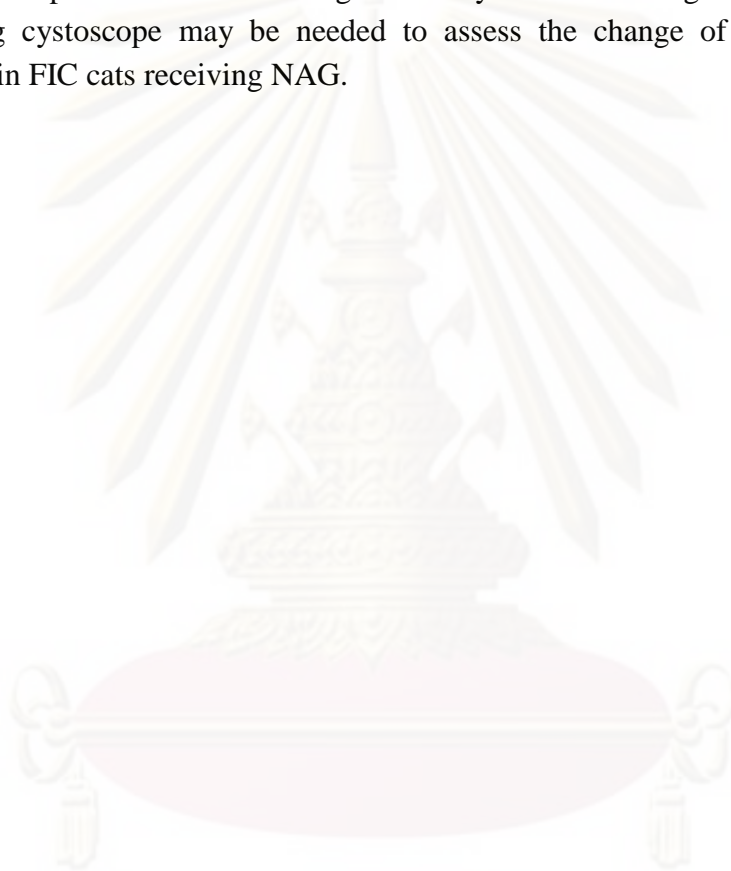 cystoscope may be needed to assess the change of
in FIC cats receiving NAG.